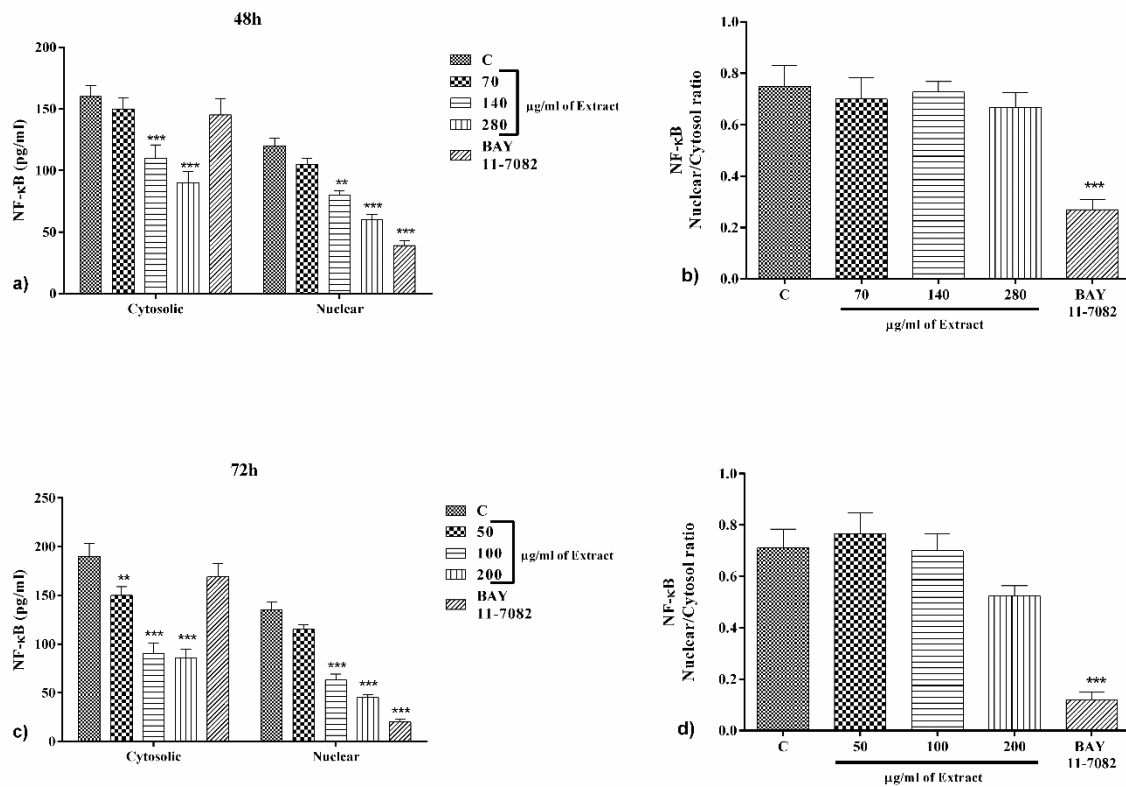 48h
200
150
100
50
0
NF-κB (pg/ml)
***
***
**
***
***
Cytosolic
Nuclear
C
70
140
280
BAY
11-7082
µg/ml of Extract
a)
1.0
0.8
0.6
0.4
0.2
0.0
NF-κB
Nuclear/Cytosol ratio
***
C
70
140
280
BAY
11-7082
µg/ml of Extract
b)
72h
250
200
150
100
50
0
NF-κB (pg/ml)
**
***
***
***
***
***
Cytosolic
Nuclear
C
50
100
200
BAY
11-7082
µg/ml of Extract
c)
1.0
0.8
0.6
0.4
0.2
0.0
NF-κB
Nuclear/Cytosol ratio
***
C
50
100
200
BAY
11-7082
µg/ml of Extract
d)